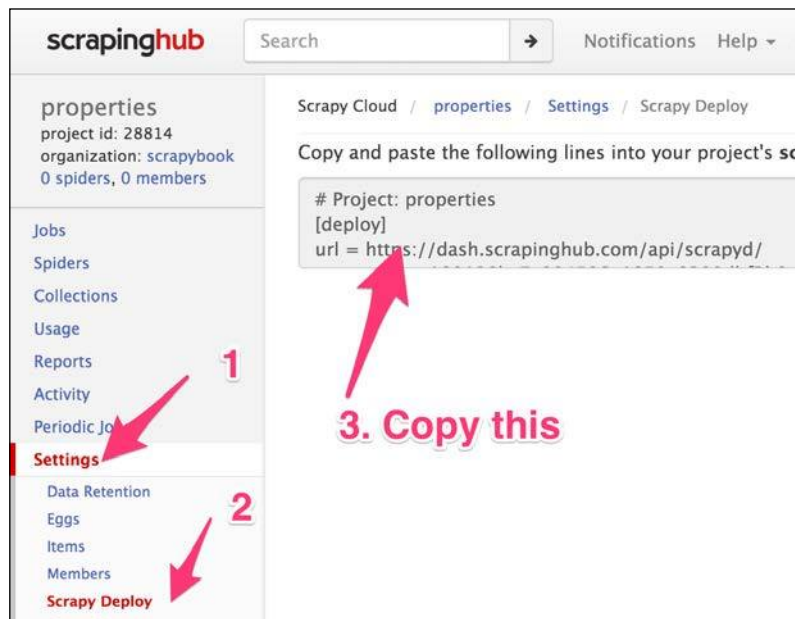 scrapinghub
Search
Notifications Help
properties
project id: 28814
organization: scrapybook
0 spiders, 0 members
Jobs
Spiders
Collections
Usage
Reports
Activity
Periodic Jo
Settings
Data Retention
Eggs
Items
Members
Scrapy Deploy
1
2
Scrapy Cloud / properties / Settings / Scrapy Deploy
Copy and paste the following lines into your project's sc
# Project: properties
[deploy]
url = https://dash.scrapinghub.com/api/scrapyd/
3. Copy this